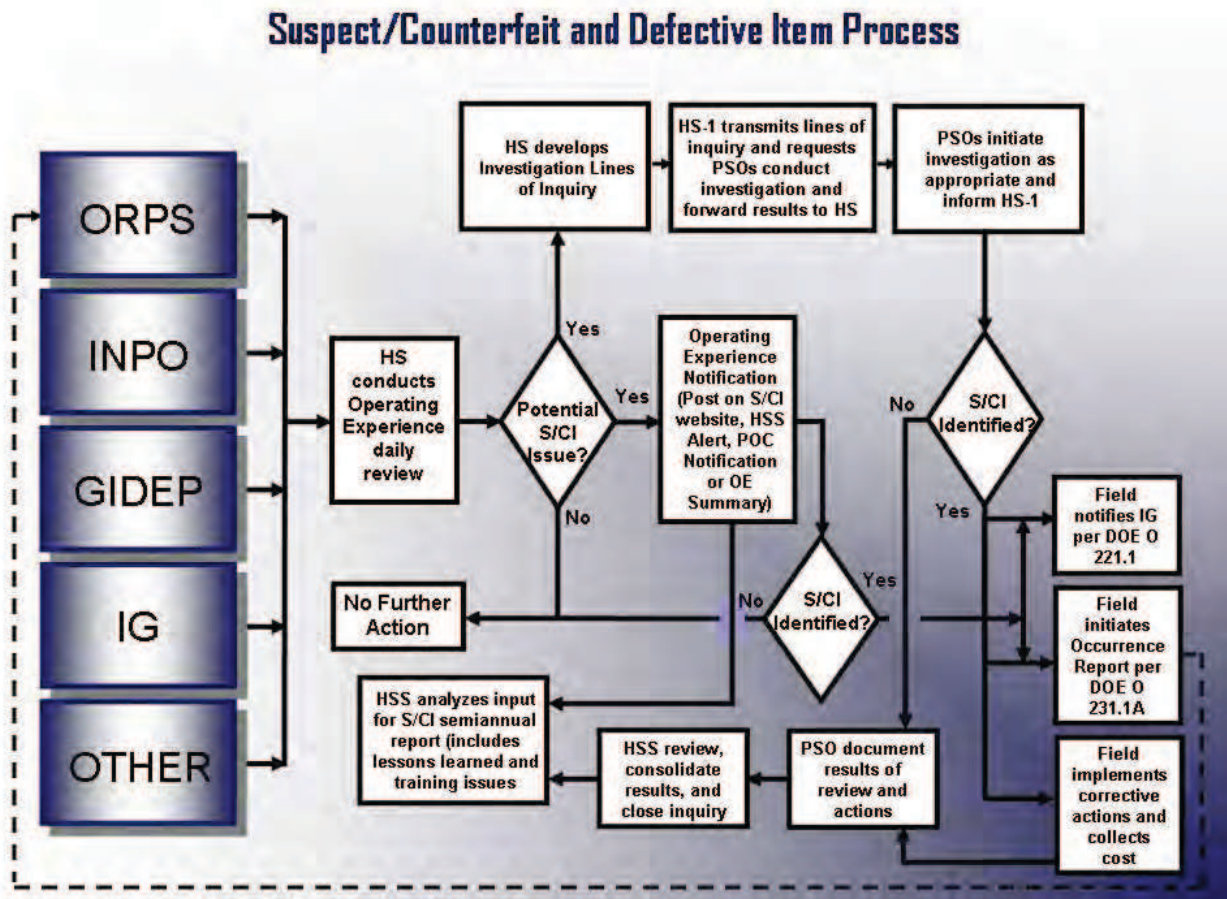 Suspect/Counterfeit and Defective Item Process
ORPS
INPO
GIDEP
IG
OTHER
HS
conducts
Operating
Experience
daily
review
Potential
S/CI
Issue?
Yes
Yes
No
HS develops
Investigation Lines
of Inquiry
HS-1 transmits lines of
inquiry and requests
PSOs conduct
investigation and
forward results to HS
PSOs initiate
investigation as
appropriate and
inform HS-1
Operating
Experience
Notification
(Post on S/CI
website, HSS
Alert, POC
Notification
or OE
Summary)
S/CI
Identified?
No
Yes
S/CI
Identified?
No
Yes
No Further
Action
Field
notifies IG
per DOE O
221.1
Field
initiates
Occurrence
Report per
DOE O
231.1A
Field
implements
corrective
actions and
collects
cost
PSO document
results of
review and
actions
HSS review,
consolidate
results, and
close inquiry
HSS analyzes input
for S/CI semiannual
report (includes
lessons learned and
training issues